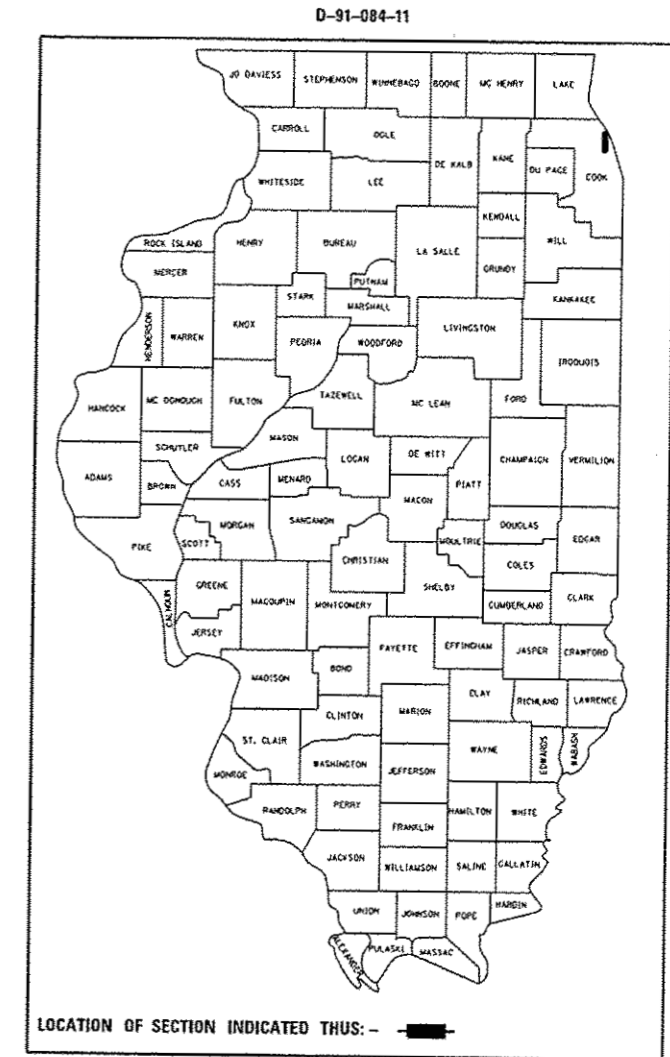 D-91-084-11
JO DAVIESS STEPHENSON WINNEBAGO BOONE MC HENRY LAKE
CARROLL OGLE DE KALB KANE DU PAGE COOK
WHITESIDE LEE
KENDALL WILL
ROCK ISLAND HENRY BUREAU LA SALLE GRUNDY
MERCER PUTNAM
STARK MARSHALL KANKAKEE
HENDERSON WARREN KNOX PEORIA WOODFORD LIVINGSTON IROQUOIS
HANCOCK MC DONOUGH FULTON TAZEWELL MC LEAN FORD
MASON
SCHUYLER LOGAN DE WITT CHAMPAIGN VERMILION
ADAMS BROWN CASS MENARD MACON PIATT
PIKE SCOTT MORGAN SANGAMON MOULTRIE DOUGLAS EDGAR
CHRISTIAN COLES
CALHOUN GREENE MACOUPIN MONTGOMERY SHELBY CUMBERLAND CLARK
JERSEY
FAYETTE EFFINGHAM JASPER CRAWFORD
MADISON BOND
CLAY RICHLAND LAWRENCE
CLINTON MARION
ST. CLAIR WAYNE EDWARDS WABASH
MONROE WASHINGTON JEFFERSON
RANDOLPH PERRY HAMILTON WHITE
FRANKLIN
JACKSON WILLIAMSON SALINE GALLATIN
UNION JOHNSON POPE HARDIN
ALEXANDER PULASKI MASSAC
LOCATION OF SECTION INDICATED THUS: -